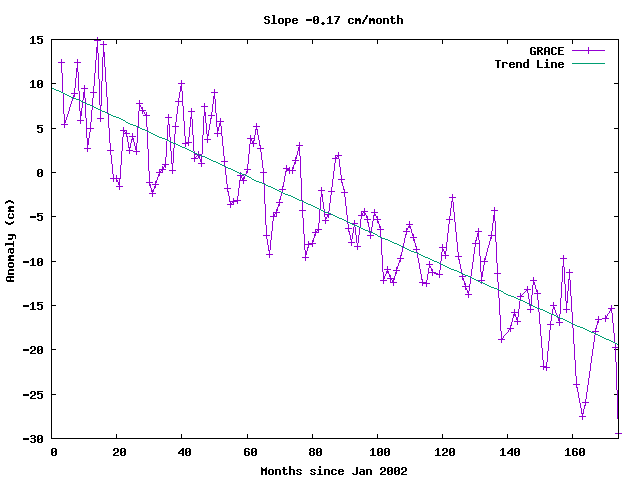 Slope -0.17 cm/month
GRACE
Trend Line
15
10
5
0
-5
-10
-15
-20
-25
-30
Anomaly (cm)
0 20 40 60 80 100 120 140 160
Months since Jan 2002